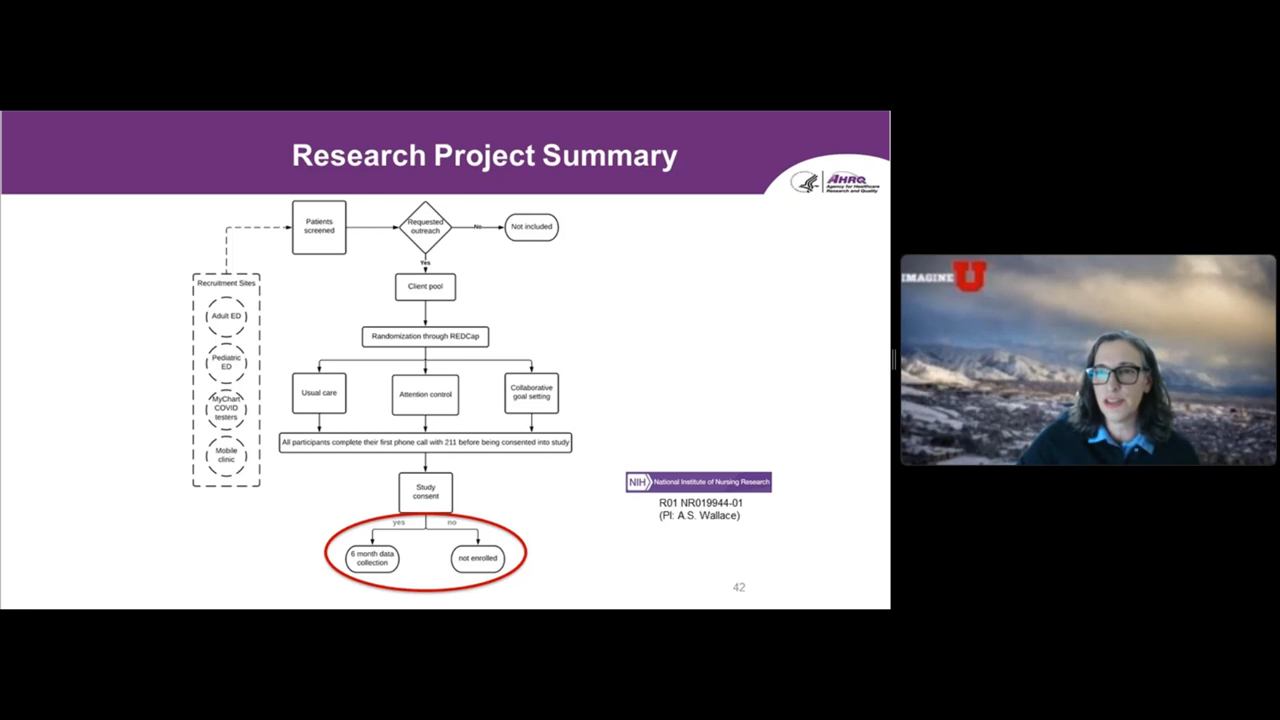 Research Project Summary
AHRQ
Agency for Healthcare
Research and Quality
Patients
screened
Requested
outreach
No
Not included
Yes
Recruitment Sites
Adult ED
Pediatric
ED
MyChart
COVID
testers
Mobile
clinic
Client pool
Randomization through REDCap
Usual care
Attention control
Collaborative
goal setting
All participants complete their first phone call with 211 before being consented into study
Study
consent
yes
no
6 month data
collection
not enrolled
NIH National Institute of Nursing Research
R01 NR019944-01
(PI: A.S. Wallace)
42
IMAGINE U